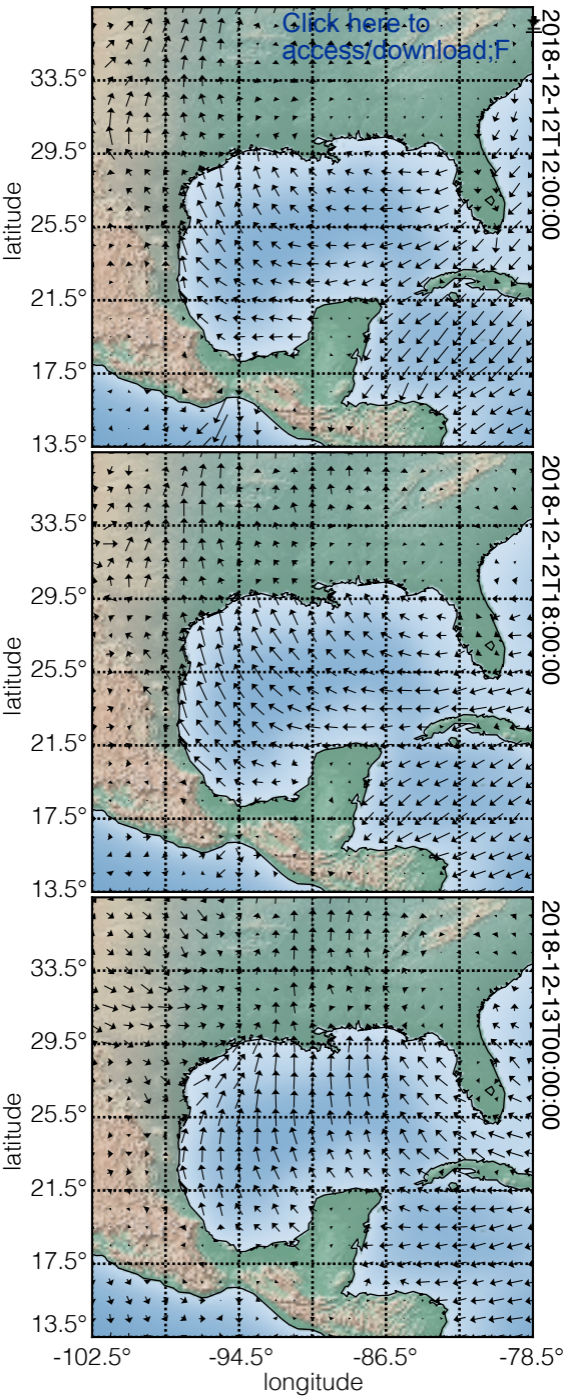 Click here to
access/download;F
2018-12-12T12:00:00
33.5°
29.5°
25.5°
21.5°
17.5°
13.5°
latitude
2018-12-12T18:00:00
33.5°
29.5°
25.5°
21.5°
17.5°
13.5°
latitude
2018-12-13T00:00:00
33.5°
29.5°
25.5°
21.5°
17.5°
13.5°
latitude
-102.5° -94.5° -86.5° -78.5°
longitude